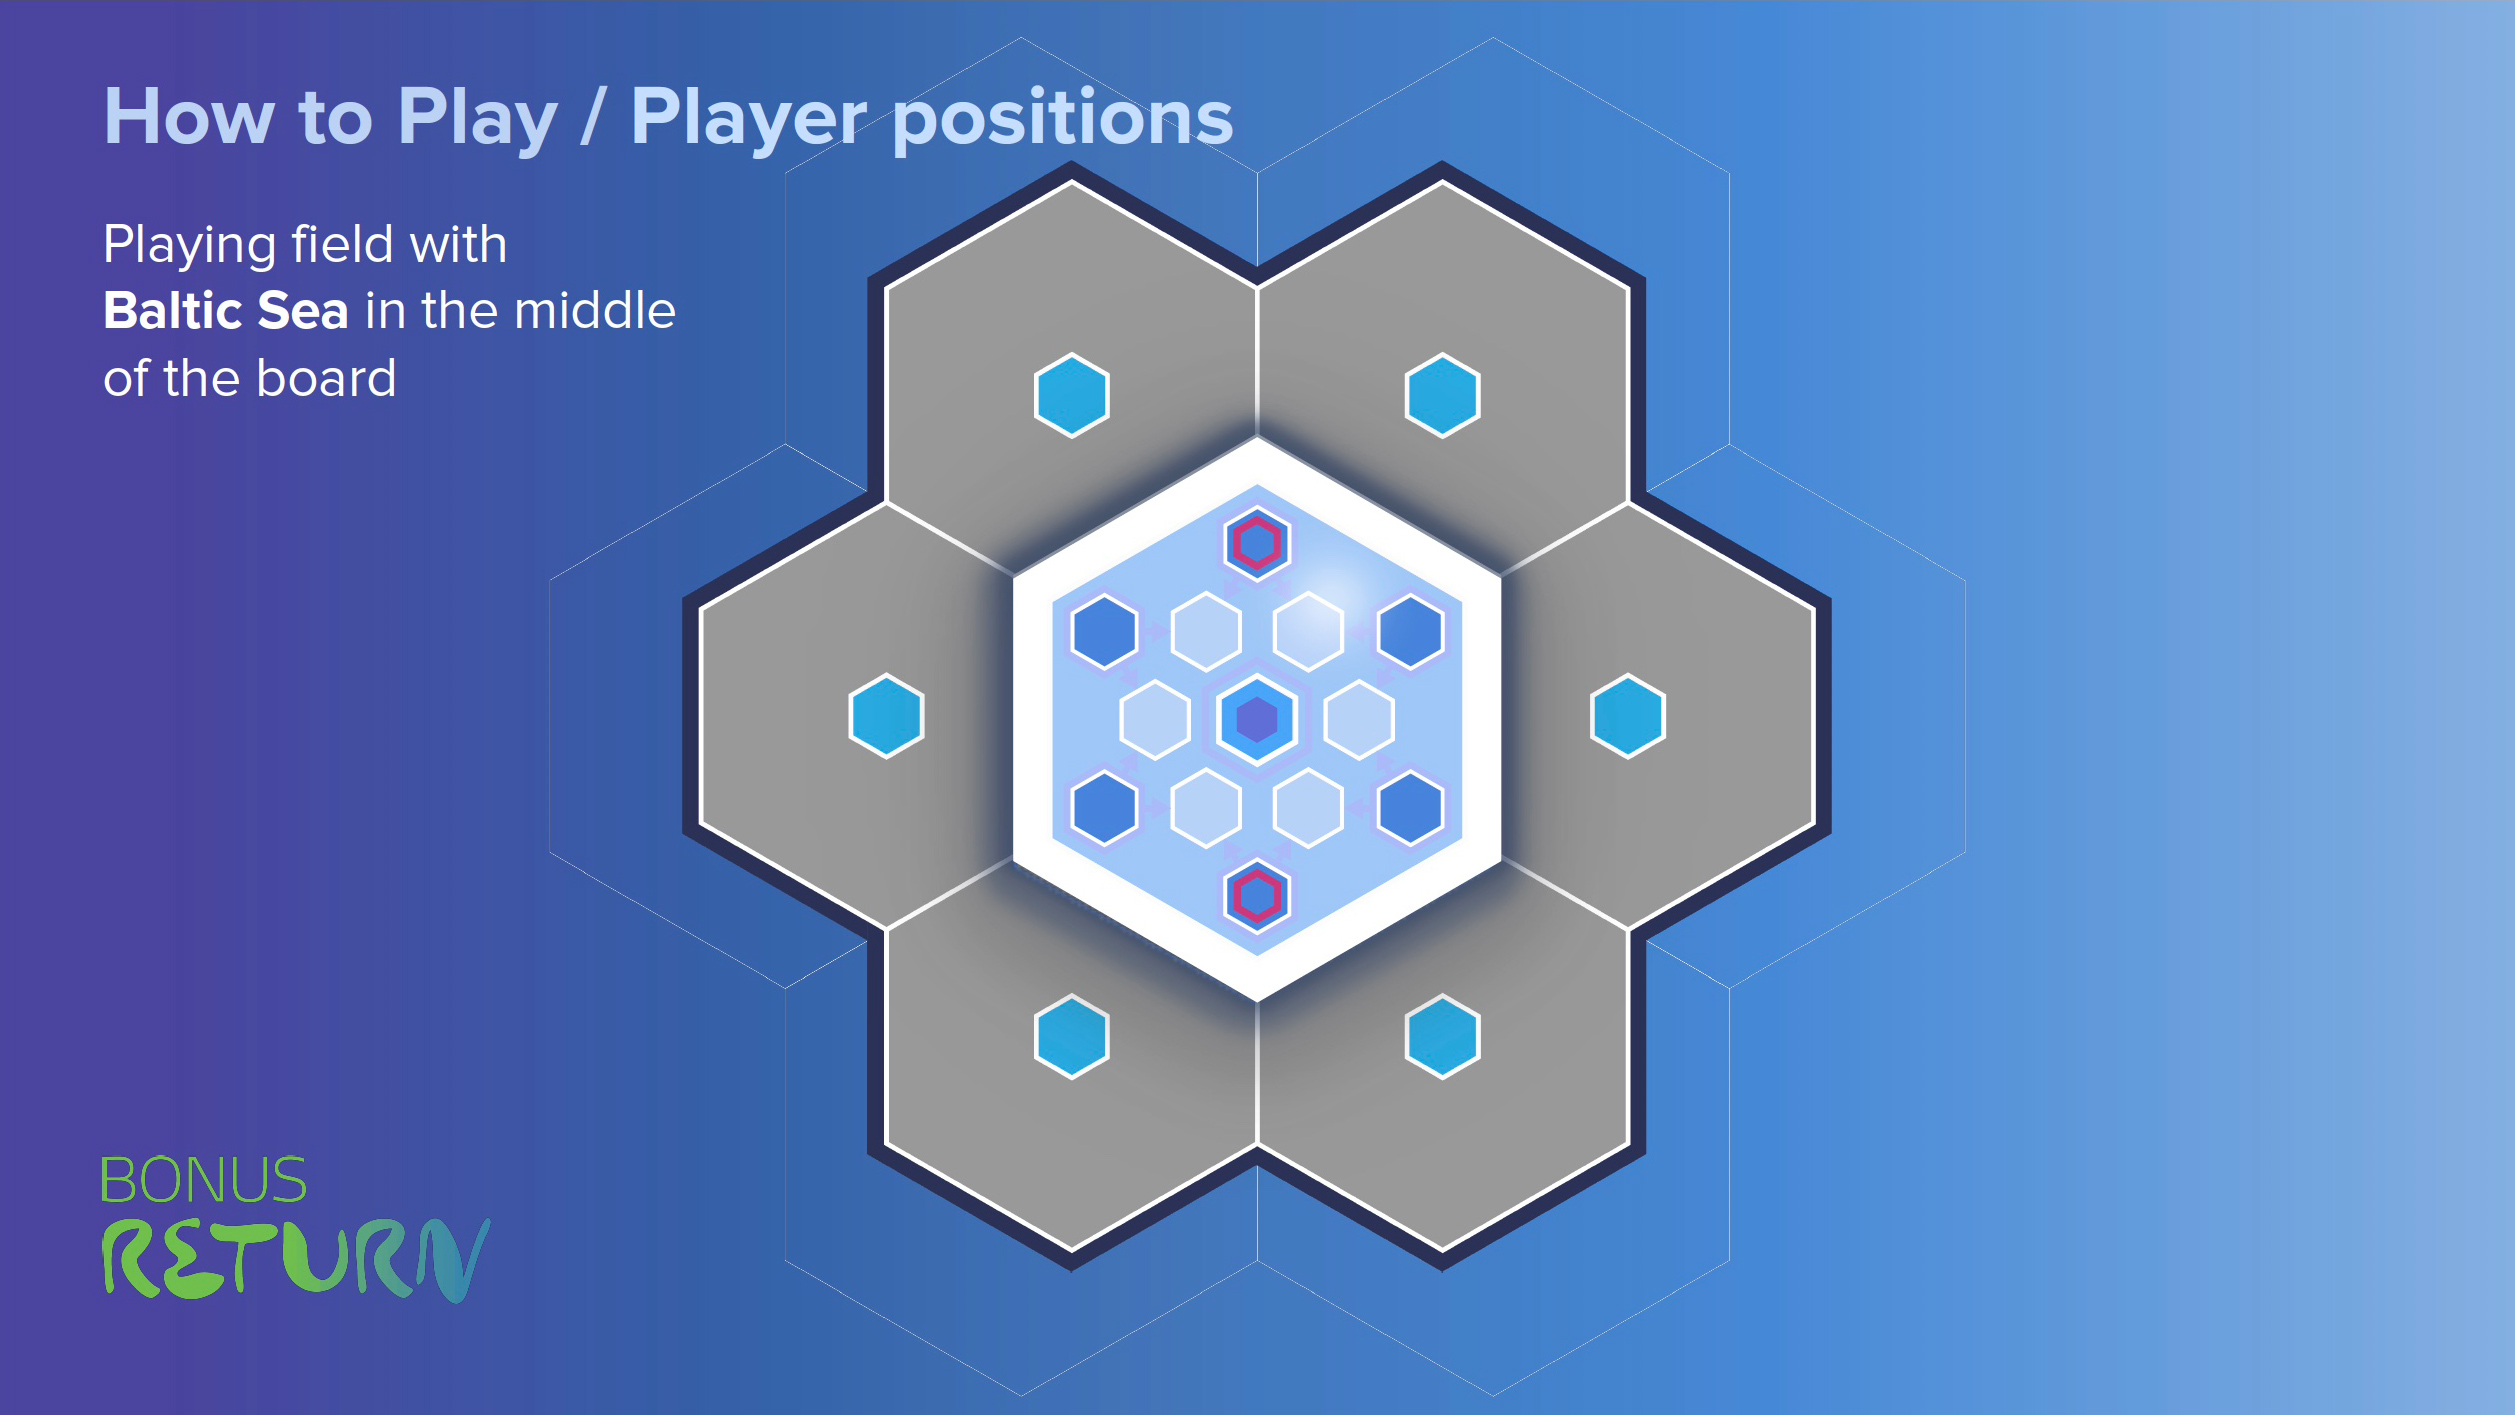 How to Play / Player positions
Playing field with
Baltic Sea in the middle
of the board
BONUS
RETURN